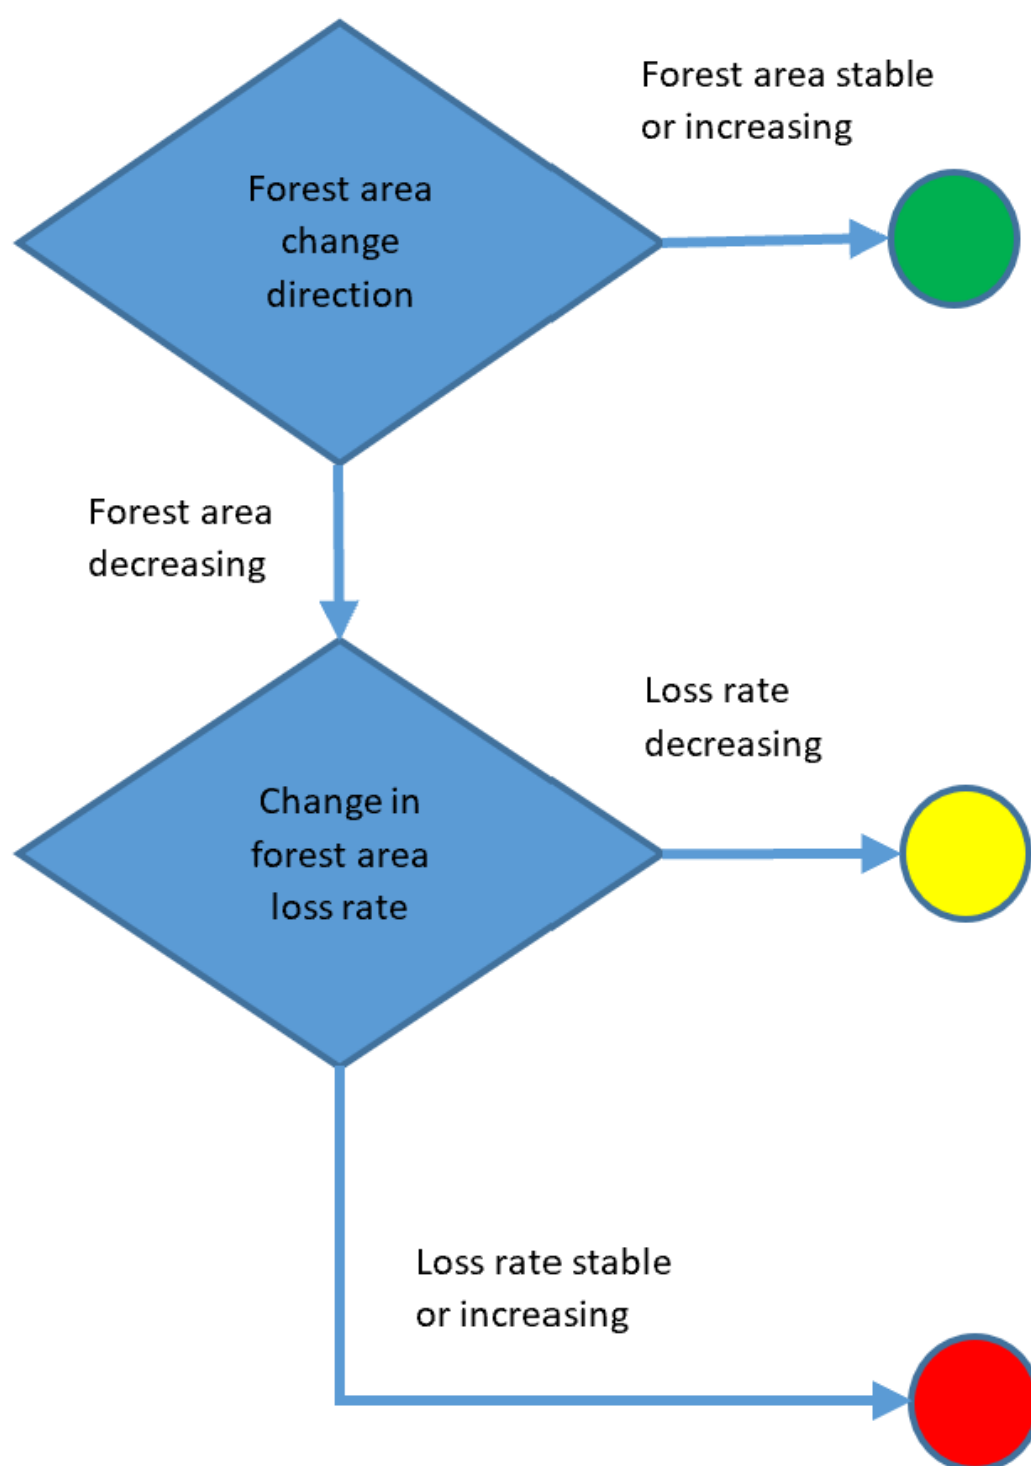 Forest area stable
or increasing
Forest area
change
direction
Forest area
decreasing
Loss rate
decreasing
Change in
forest area
loss rate
Loss rate stable
or increasing